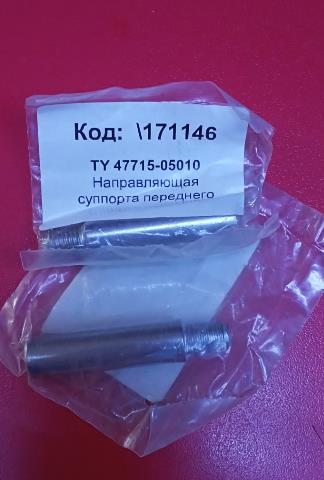 Код: \171146
TY 47715-05010
Направляющая
суппорта переднего